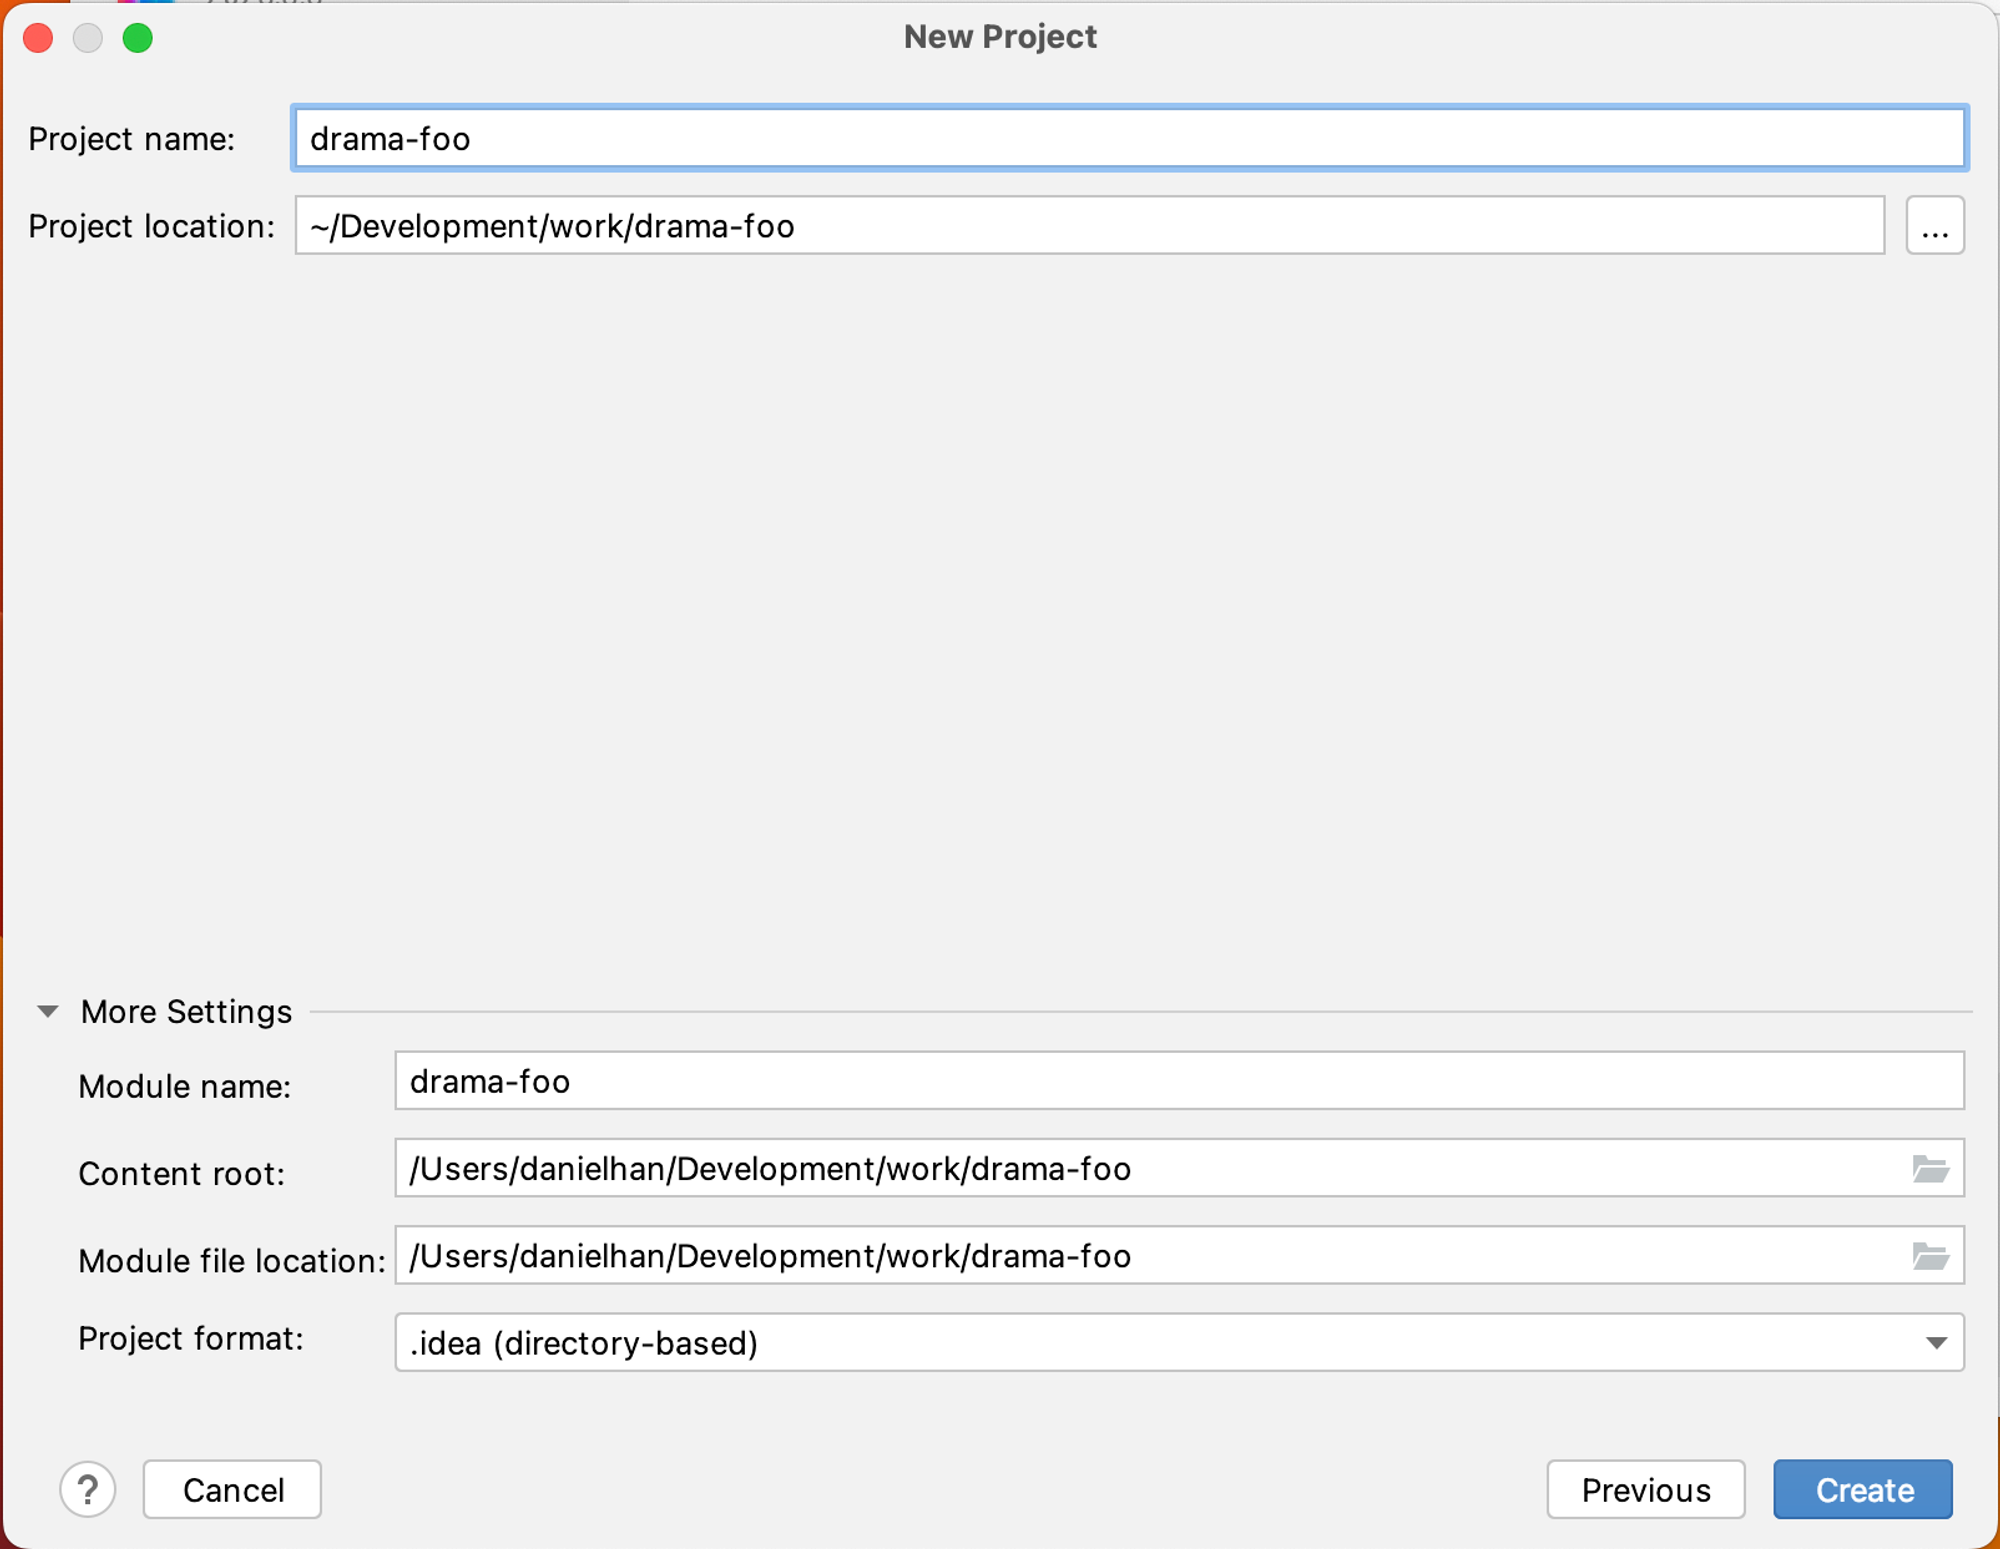 New Project
Project name: drama-foo
Project location: ~/Development/work/drama-foo ...
More Settings
Module name: drama-foo
Content root: /Users/danielhan/Development/work/drama-foo
Module file location: /Users/danielhan/Development/work/drama-foo
Project format: .idea (directory-based)
? Cancel Previous Create